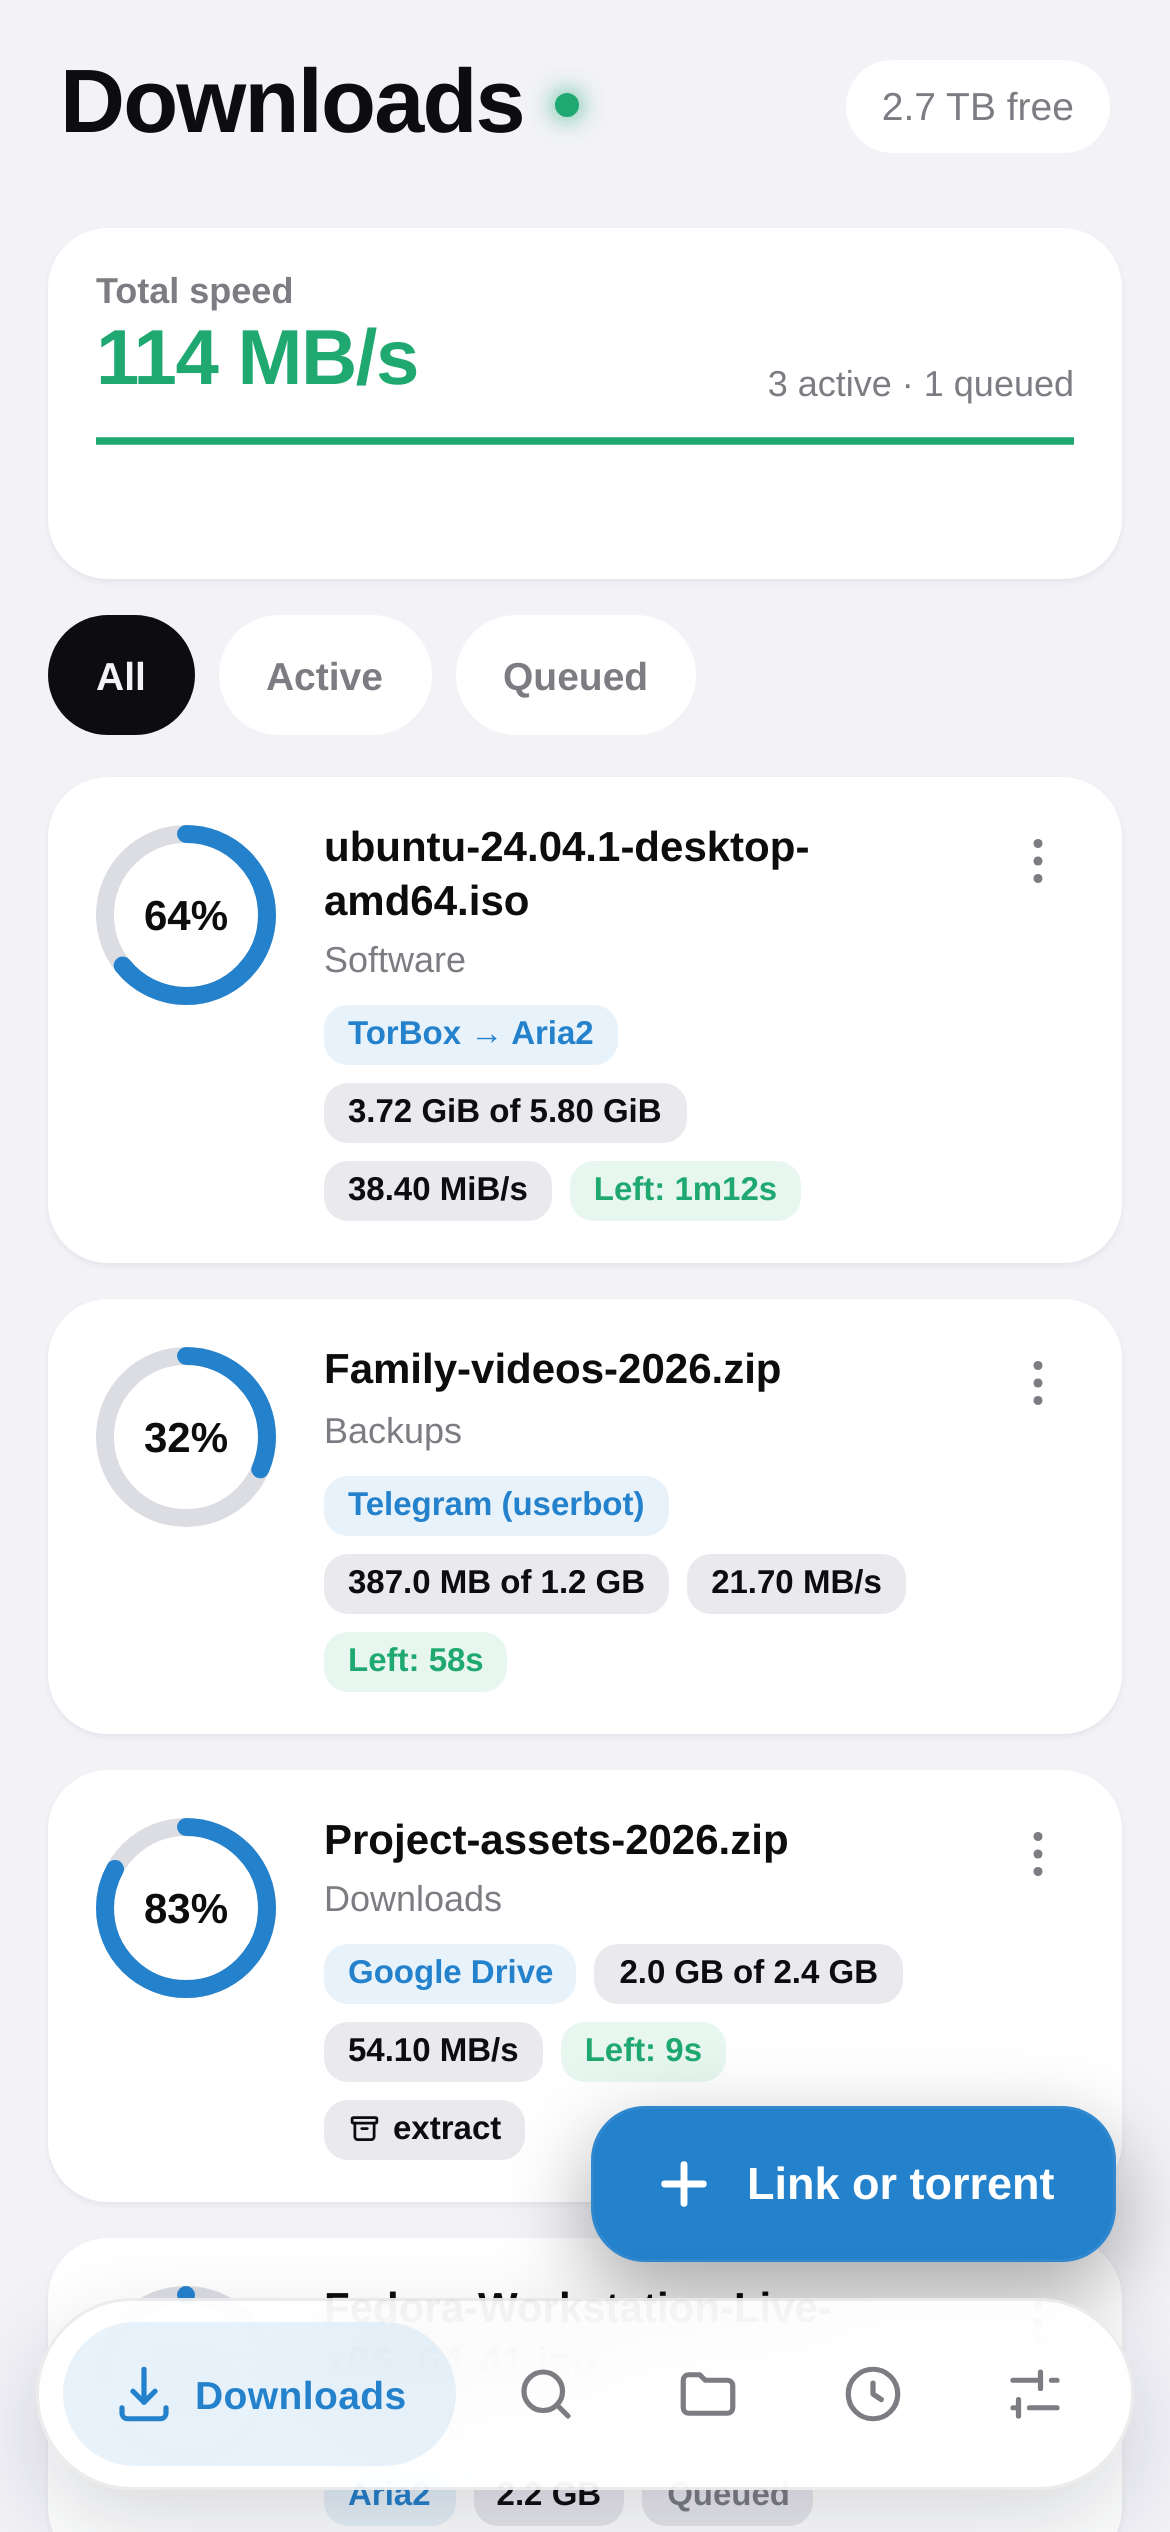 Downloads
2.7 TB free
Total speed
114 MB/s
3 active · 1 queued
All
Active
Queued
64%
ubuntu-24.04.1-desktop-
amd64.iso
Software
TorBox → Aria2
3.72 GiB of 5.80 GiB
38.40 MiB/s
Left: 1m12s
32%
Family-videos-2026.zip
Backups
Telegram (userbot)
387.0 MB of 1.2 GB
21.70 MB/s
Left: 58s
83%
Project-assets-2026.zip
Downloads
Google Drive
2.0 GB of 2.4 GB
54.10 MB/s
Left: 9s
extract
Link or torrent
Fedora-Workstation-Live-
x86_64-41.iso
Downloads
Aria2
2.2 GB
Queued